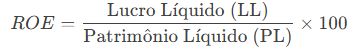 ROE = Lucro Líquido (LL) / Patrimônio Líquido (PL) × 100